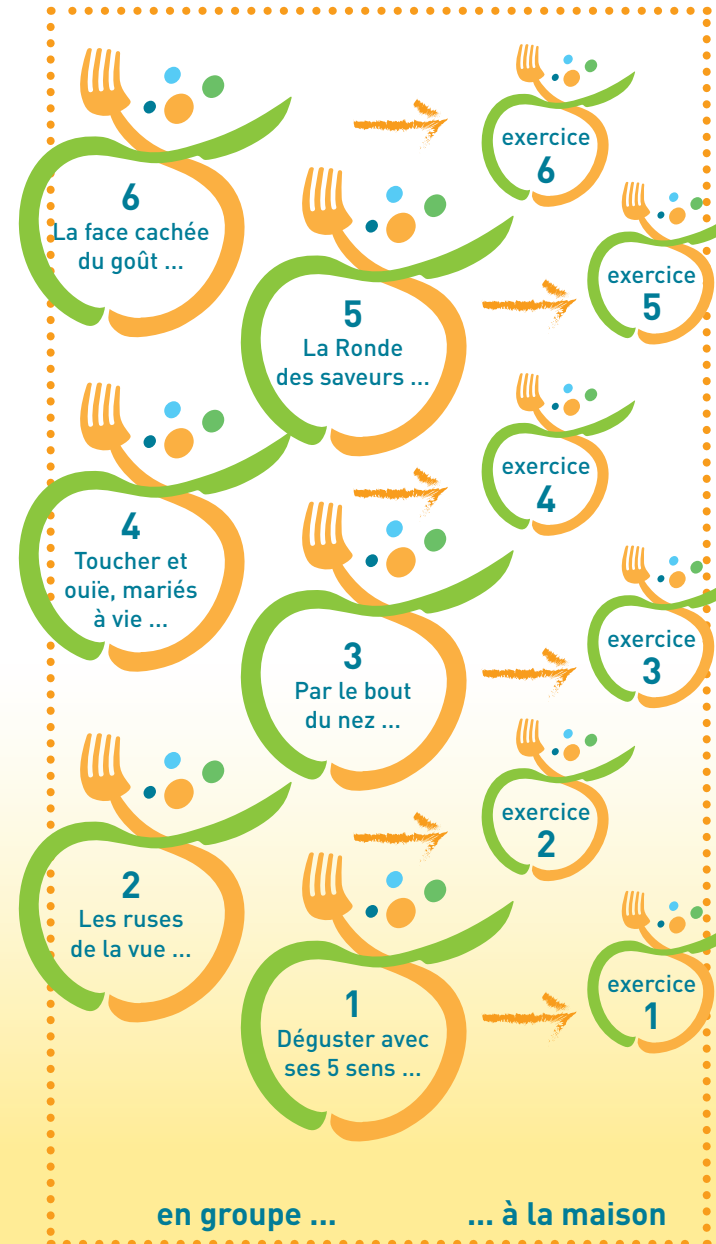 exercice
6
6
La face cachée
du goût ...
exercice
5
5
La Ronde
des saveurs ...
exercice
4
4
Toucher et
ouïe, mariés
à vie ...
exercice
3
3
Par le bout
du nez ...
exercice
2
2
Les ruses
de la vue ...
exercice
1
1
Déguster avec
ses 5 sens ...
en groupe ...
... à la maison